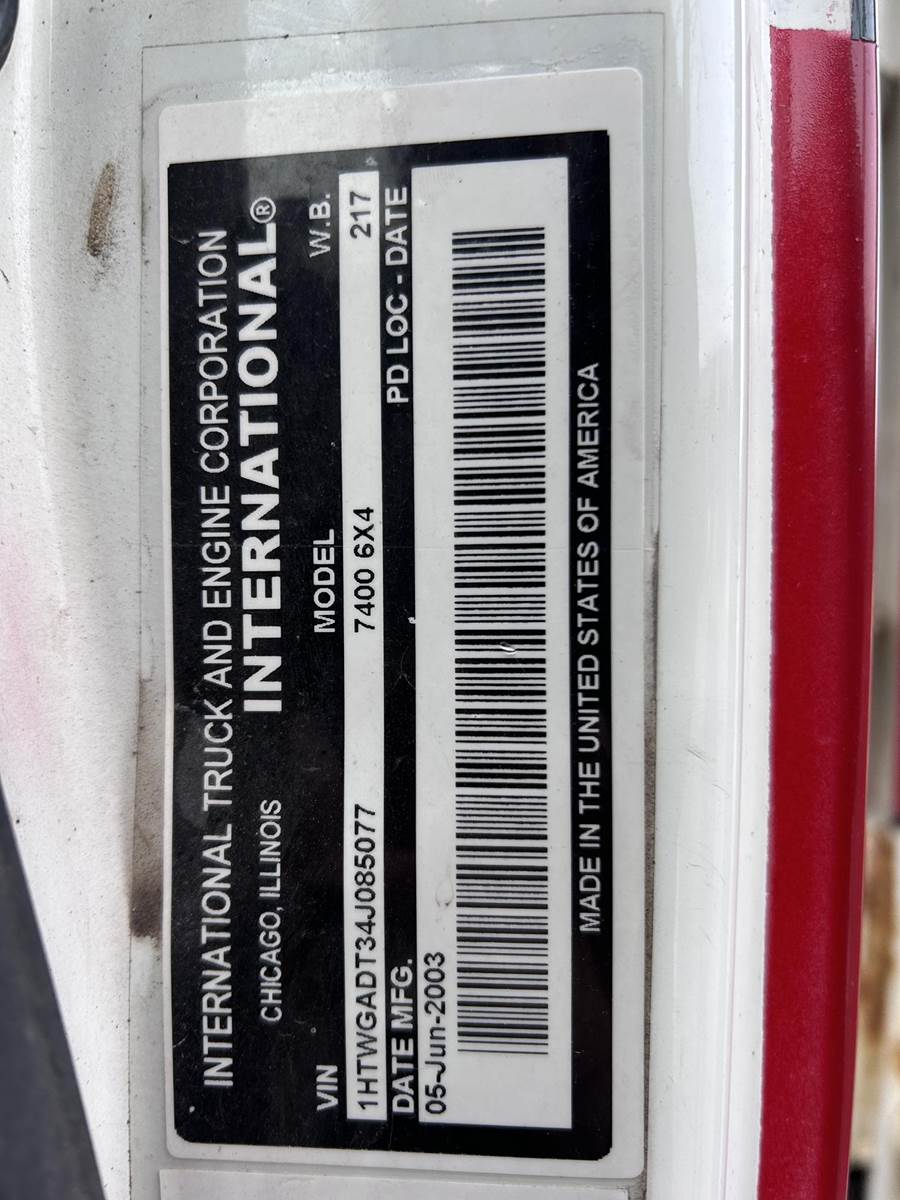 INTERNATIONAL TRUCK AND ENGINE CORPORATION
CHICAGO, ILLINOIS INTERNATIONAL®
VIN MODEL W.B.
1HTWGADT34J085077 7400 6X4 217
DATE MFG. PD LOC - DATE
05-Jun-2003
MADE IN THE UNITED STATES OF AMERICA